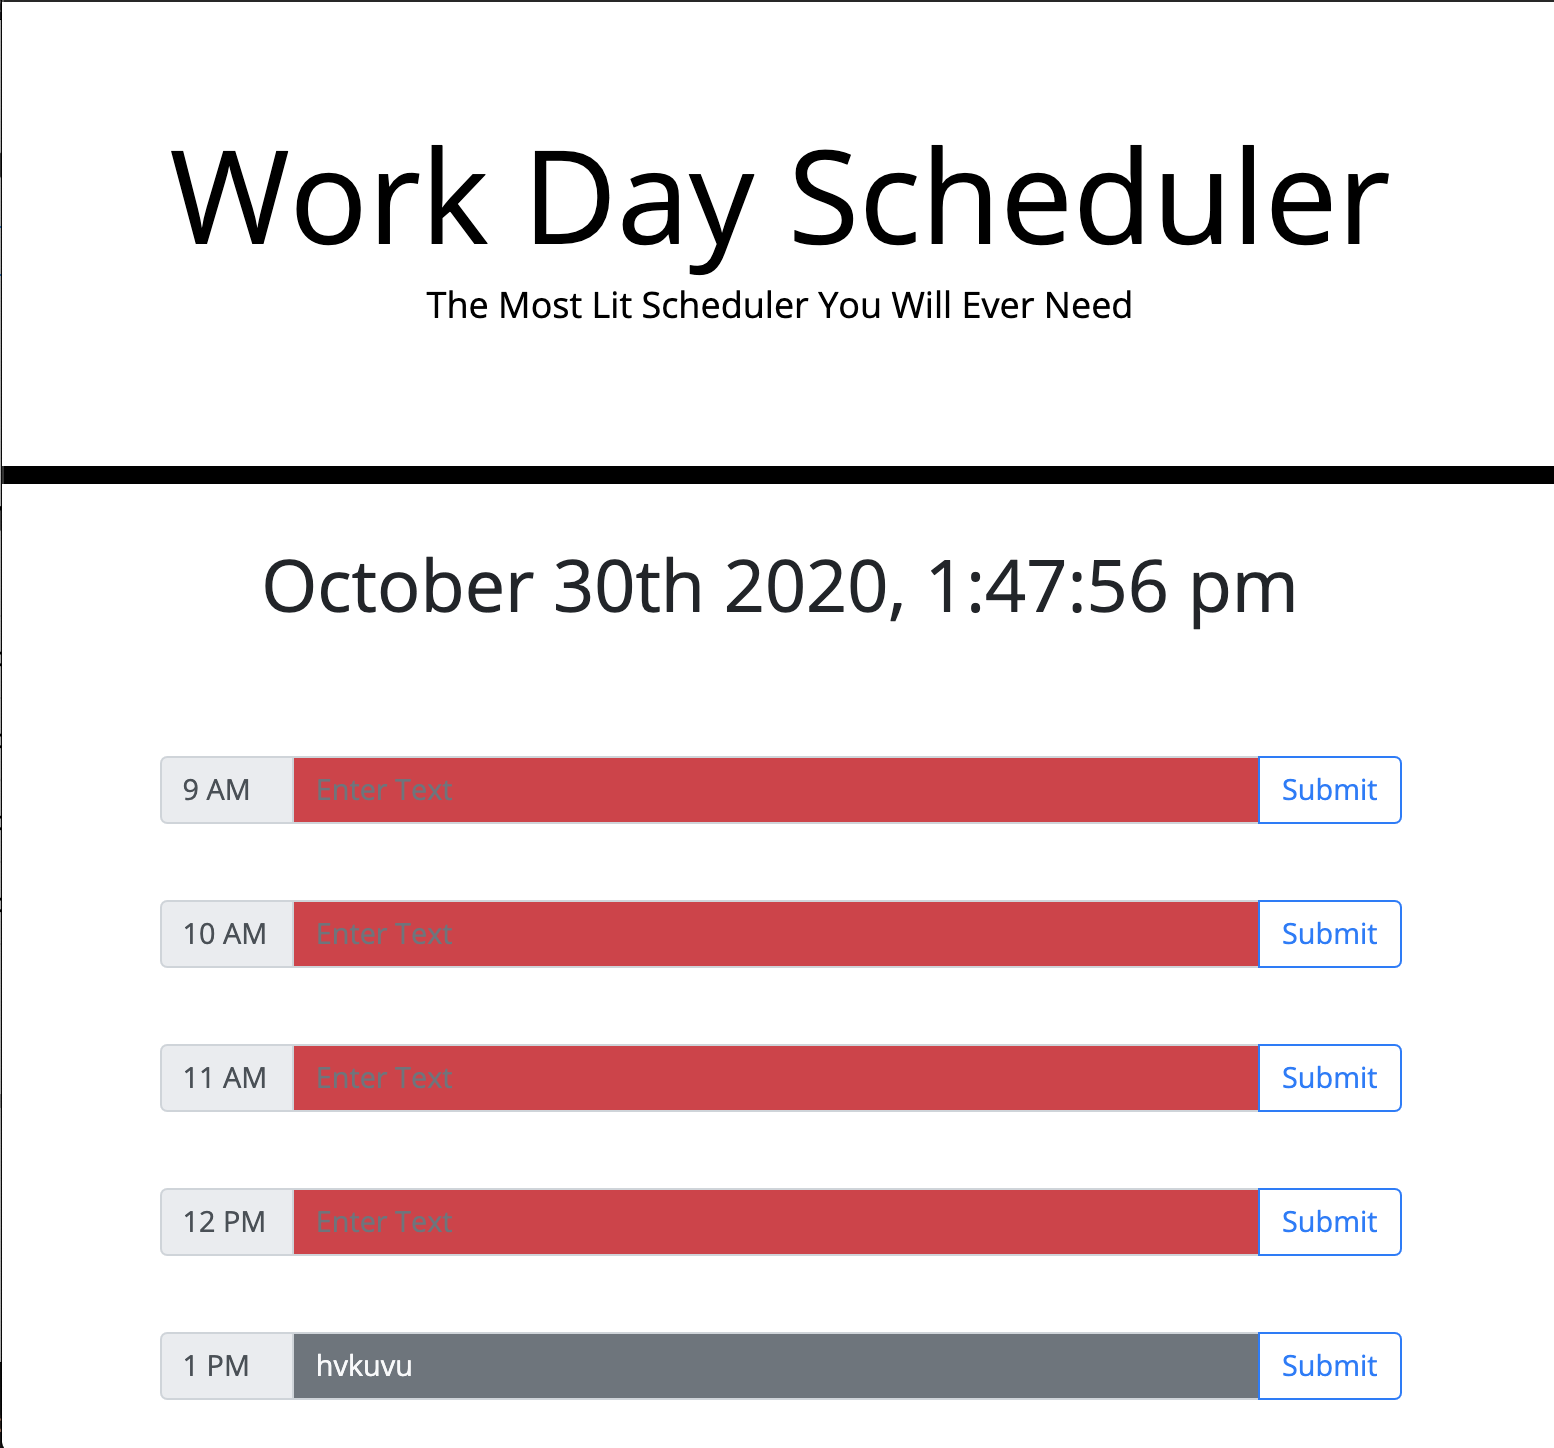 Work Day Scheduler
The Most Lit Scheduler You Will Ever Need
October 30th 2020, 1:47:56 pm
9 AM Enter Text Submit
10 AM Enter Text Submit
11 AM Enter Text Submit
12 PM Enter Text Submit
1 PM hvkuvu Submit